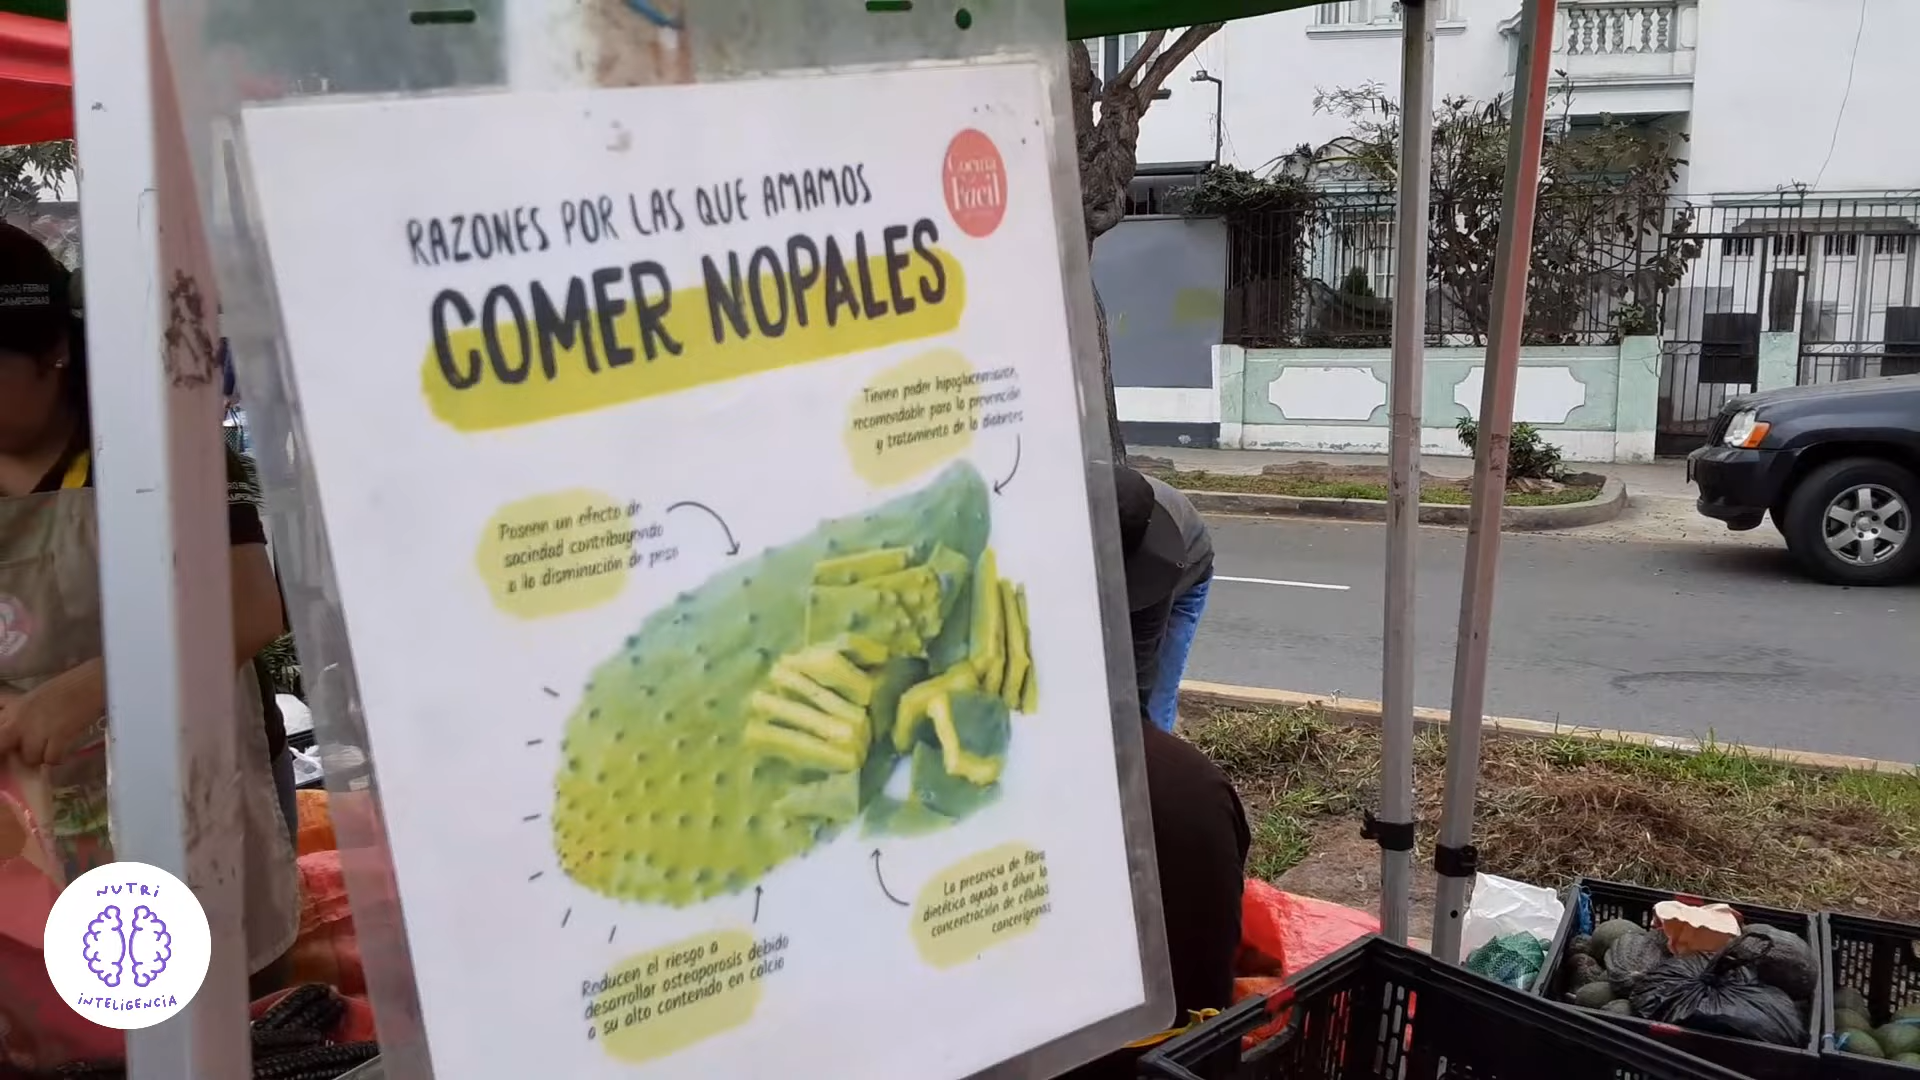 RAZONES POR LAS QUE AMAMOS
COMER NOPALES
Cocina
Fácil
Tienen poder hipoglucemiante,
recomendable para la prevención
y tratamiento de la diabetes
Poseen un efecto de
saciedad contribuyendo
a la disminución de peso
La presencia de fibra
dietética ayuda a diluir la
concentración de células
cancerígenas
Reducen el riesgo a
desarrollar osteoporosis debido
a su alto contenido en calcio
FERIAS
CAMPESINAS
NUTRI
INTELIGENCIA